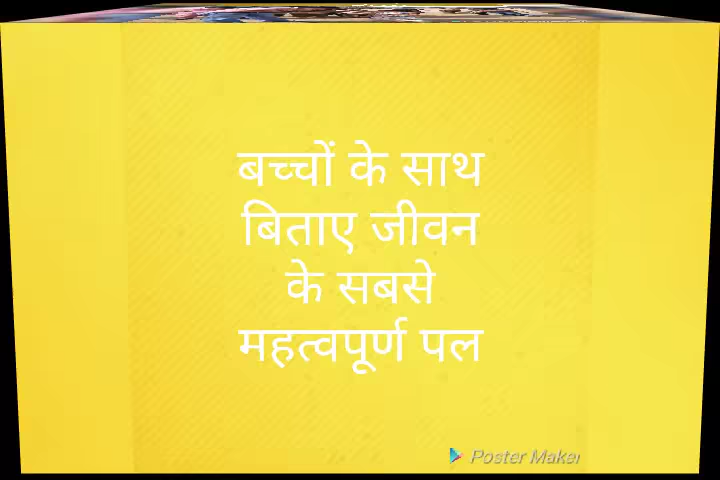 बच्चों के साथ
बिताए जीवन
के सबसे
महत्वपूर्ण पल
Poster Maker